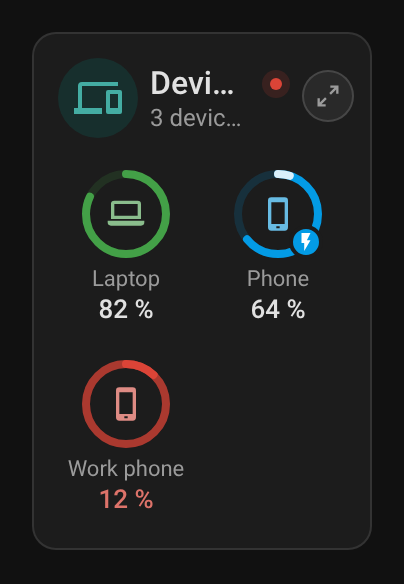 Devi…
3 devic…
Laptop
82 %
Phone
64 %
Work phone
12 %